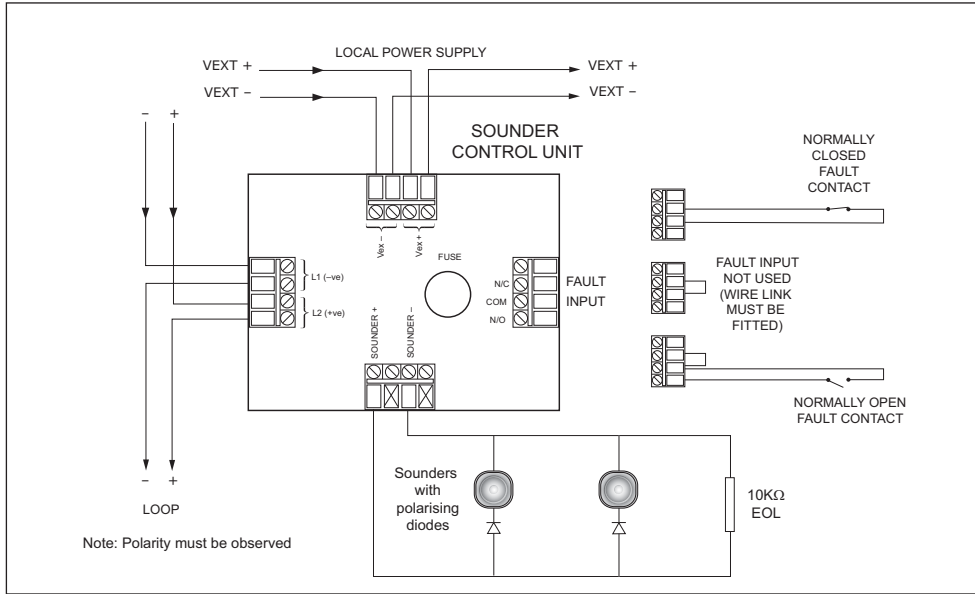 LOCAL POWER SUPPLY
VEXT +
VEXT –
VEXT +
VEXT –
– +
SOUNDER
CONTROL UNIT
Vex –
Vex +
FUSE
L1 (–ve)
L2 (+ve)
N/C
COM
N/O
FAULT
INPUT
SOUNDER +
SOUNDER –
NORMALLY
CLOSED
FAULT
CONTACT
FAULT INPUT
NOT USED
(WIRE LINK
MUST BE
FITTED)
NORMALLY OPEN
FAULT CONTACT
Sounders
with
polarising
diodes
10KΩ
EOL
– +
LOOP
Note: Polarity must be observed